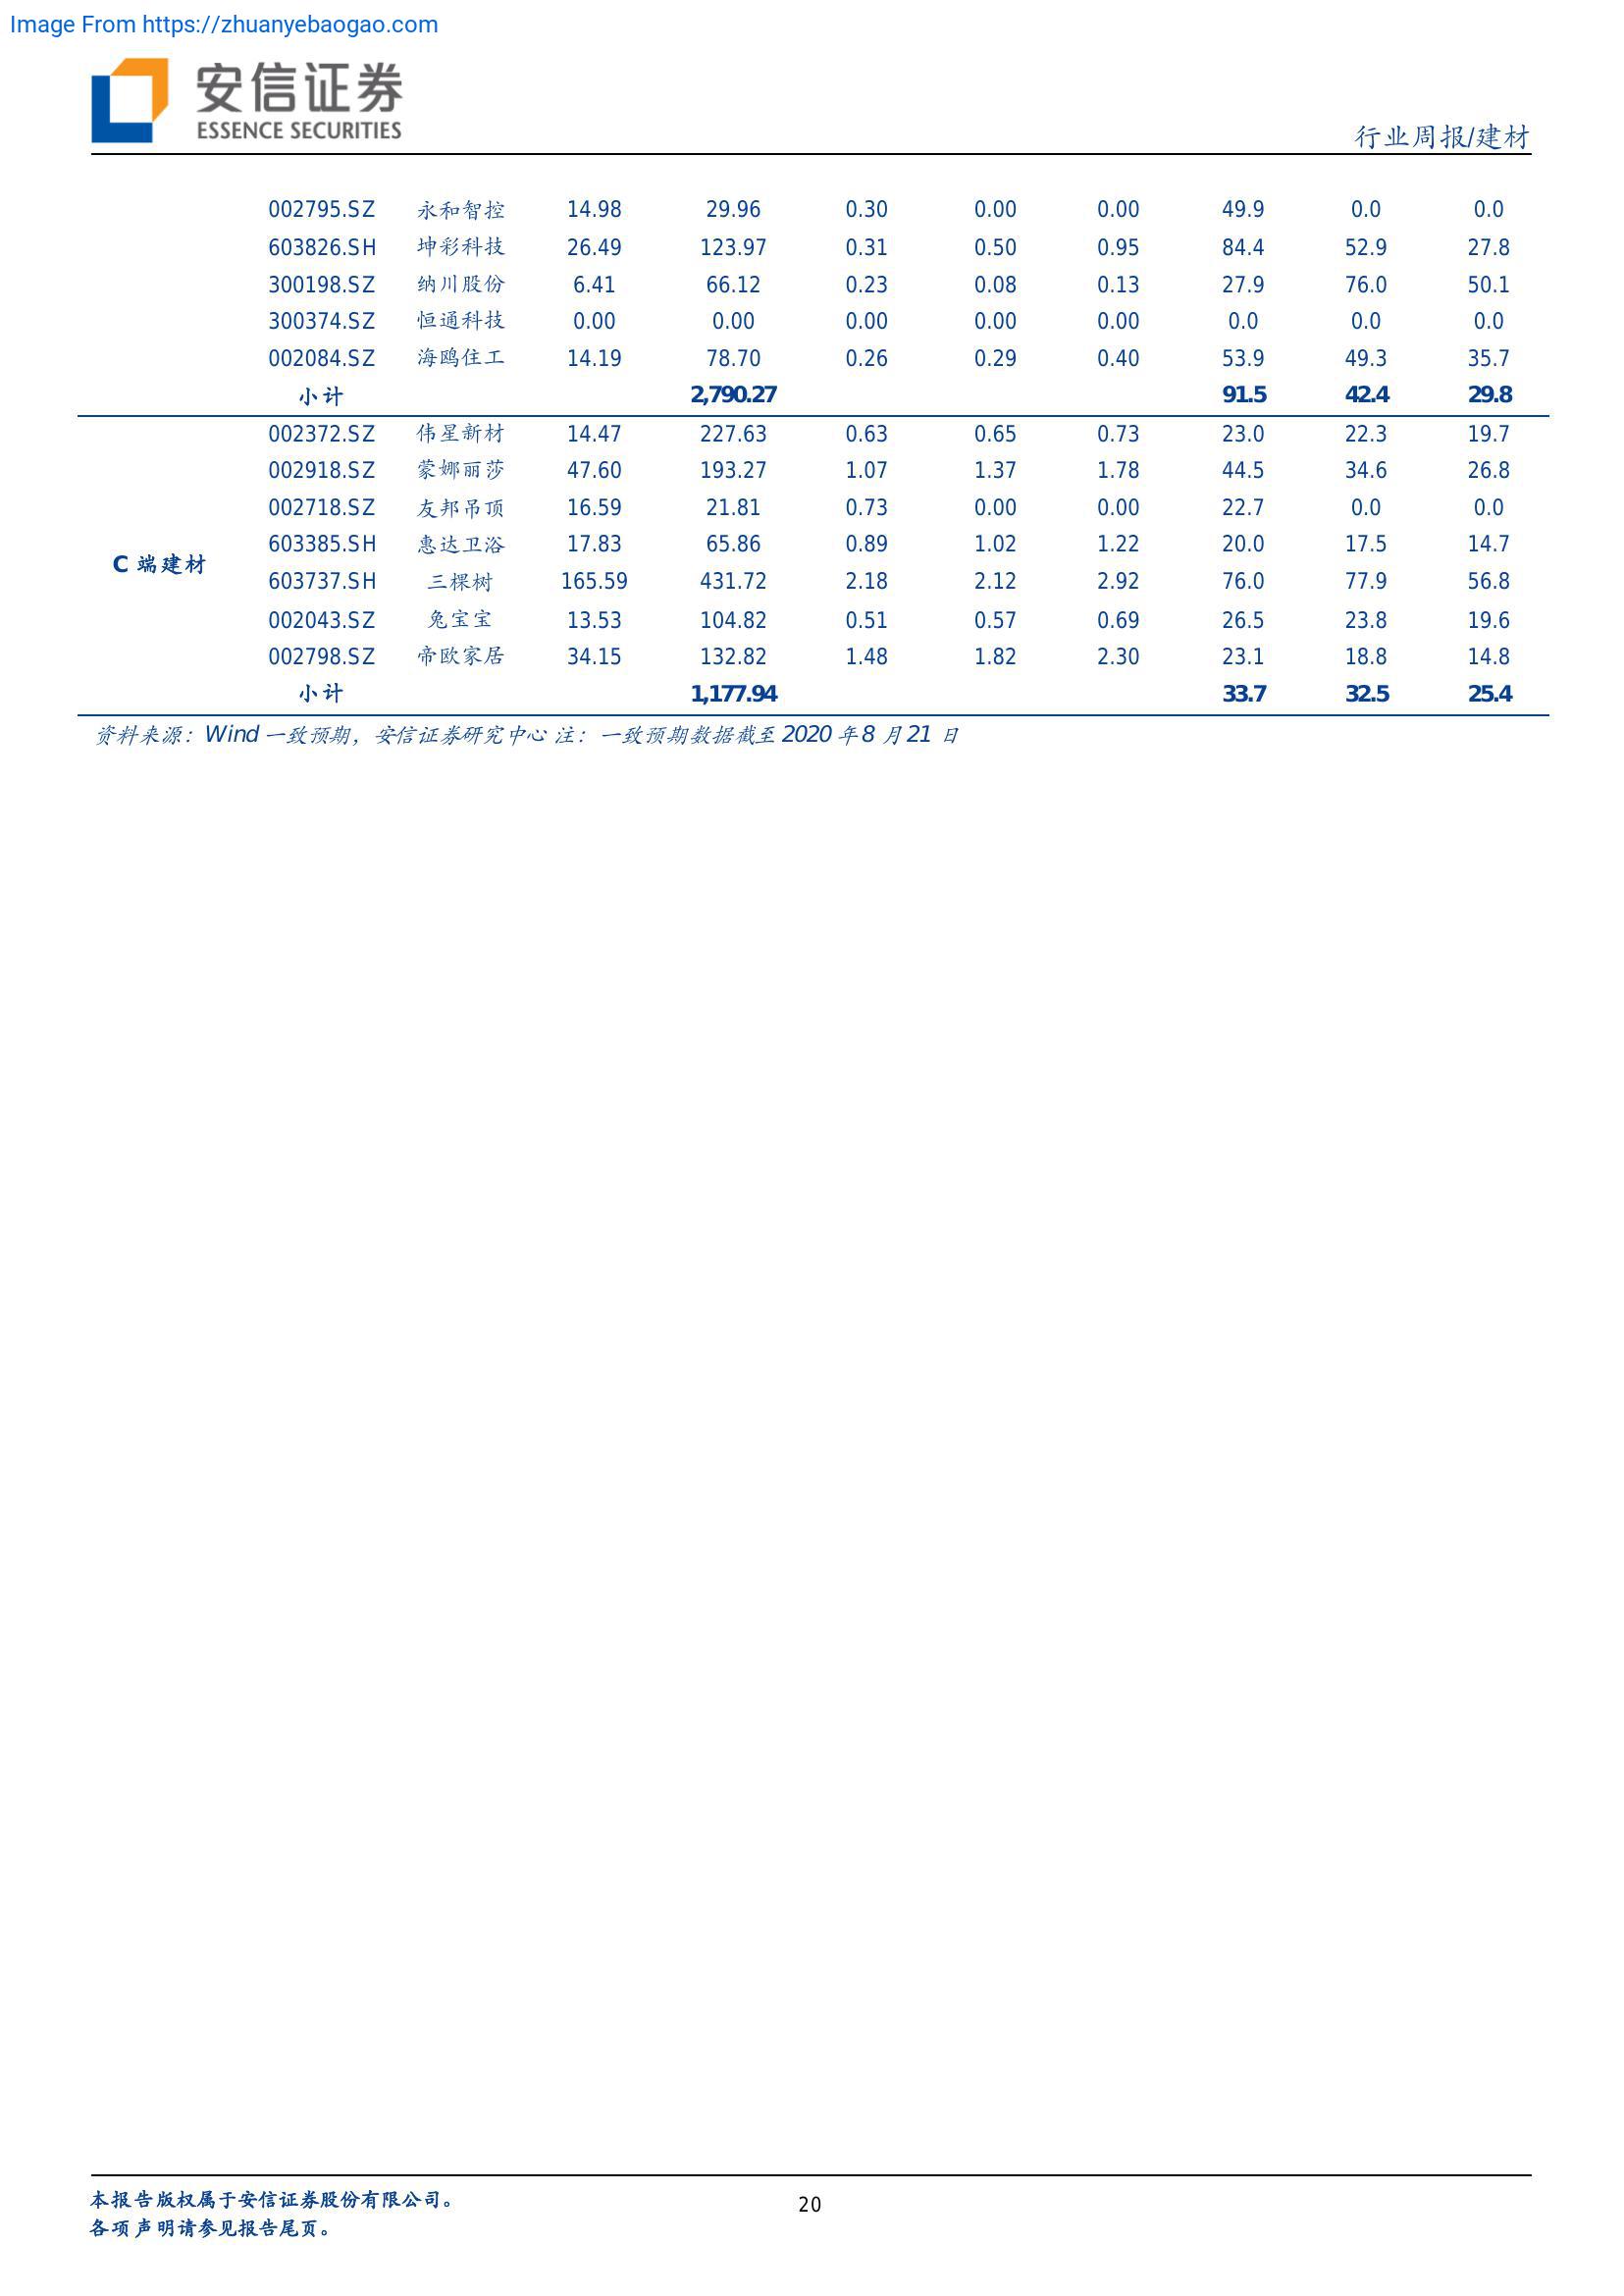 Image From https://zhuanyebaogao.com
安信证券
ESSENCE SECURITIES
行业周报/建材
002795.SZ 永和智控 14.98 29.96 0.30 0.00 0.00 49.9 0.0 0.0
603826.SH 坤彩科技 26.49 123.97 0.31 0.50 0.95 84.4 52.9 27.8
300198.SZ 纳川股份 6.41 66.12 0.23 0.08 0.13 27.9 76.0 50.1
300374.SZ 恒通科技 0.00 0.00 0.00 0.00 0.00 0.0 0.0 0.0
002084.SZ 海鸥住工 14.19 78.70 0.26 0.29 0.40 53.9 49.3 35.7
小计 2,790.27 91.5 42.4 29.8
002372.SZ 伟星新材 14.47 227.63 0.63 0.65 0.73 23.0 22.3 19.7
002918.SZ 蒙娜丽莎 47.60 193.27 1.07 1.37 1.78 44.5 34.6 26.8
002718.SZ 友邦吊顶 16.59 21.81 0.73 0.00 0.00 22.7 0.0 0.0
603385.SH 惠达卫浴 17.83 65.86 0.89 1.02 1.22 20.0 17.5 14.7
C 端建材
603737.SH 三棵树 165.59 431.72 2.18 2.12 2.92 76.0 77.9 56.8
002043.SZ 兔宝宝 13.53 104.82 0.51 0.57 0.69 26.5 23.8 19.6
002798.SZ 帝欧家居 34.15 132.82 1.48 1.82 2.30 23.1 18.8 14.8
小计 1,177.94 33.7 32.5 25.4
资料来源：Wind 一致预期，安信证券研究中心 注：一致预期数据截至 2020 年 8 月 21 日
本报告版权属于安信证券股份有限公司。
20
各项声明请参见报告尾页。